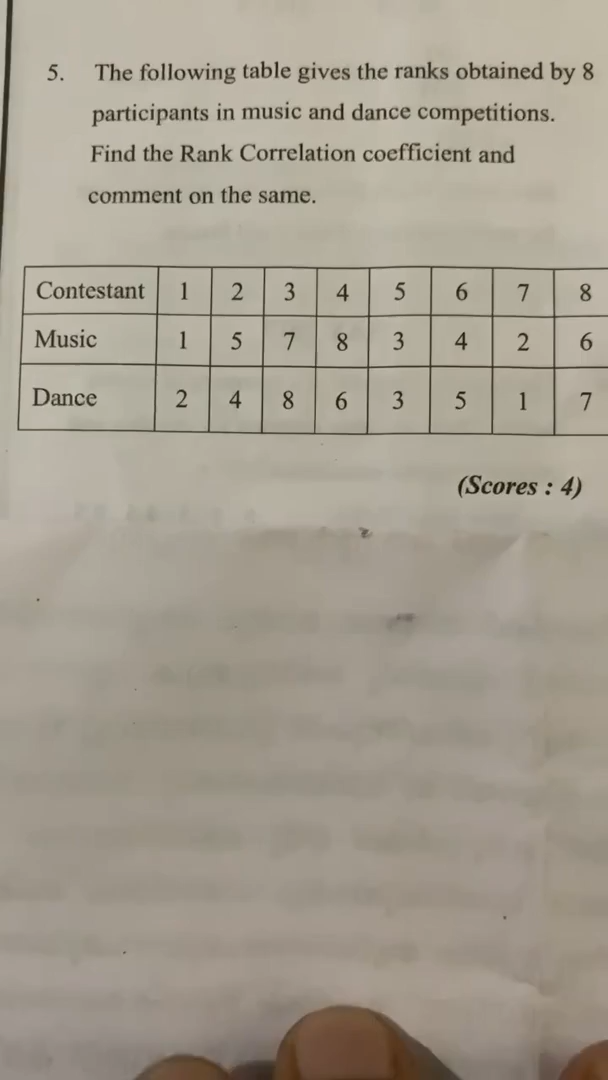 5. The following table gives the ranks obtained by 8
participants in music and dance competitions.
Find the Rank Correlation coefficient and
comment on the same.
Contestant 1 2 3 4 5 6 7 8
Music 1 5 7 8 3 4 2 6
Dance 2 4 8 6 3 5 1 7
(Scores : 4)